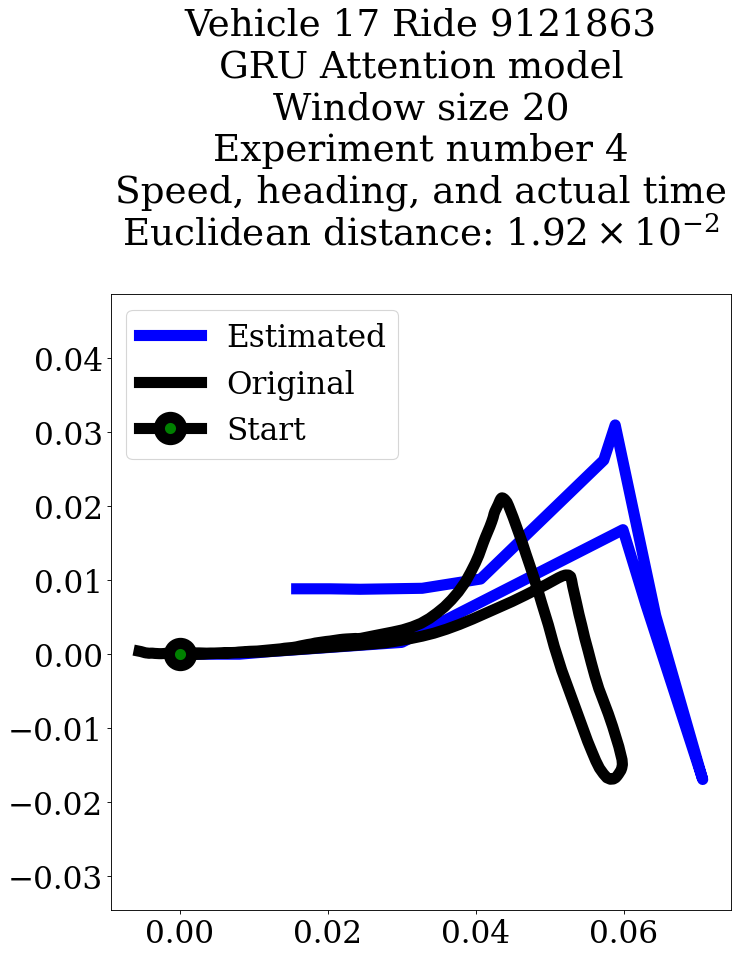 Vehicle 17 Ride 9121863
GRU Attention model
Window size 20
Experiment number 4
Speed, heading, and actual time
Euclidean distance: 1.92 × 10⁻²
Estimated
Original
Start
0.04
0.03
0.02
0.01
0.00
−0.01
−0.02
−0.03
0.00 0.02 0.04 0.06